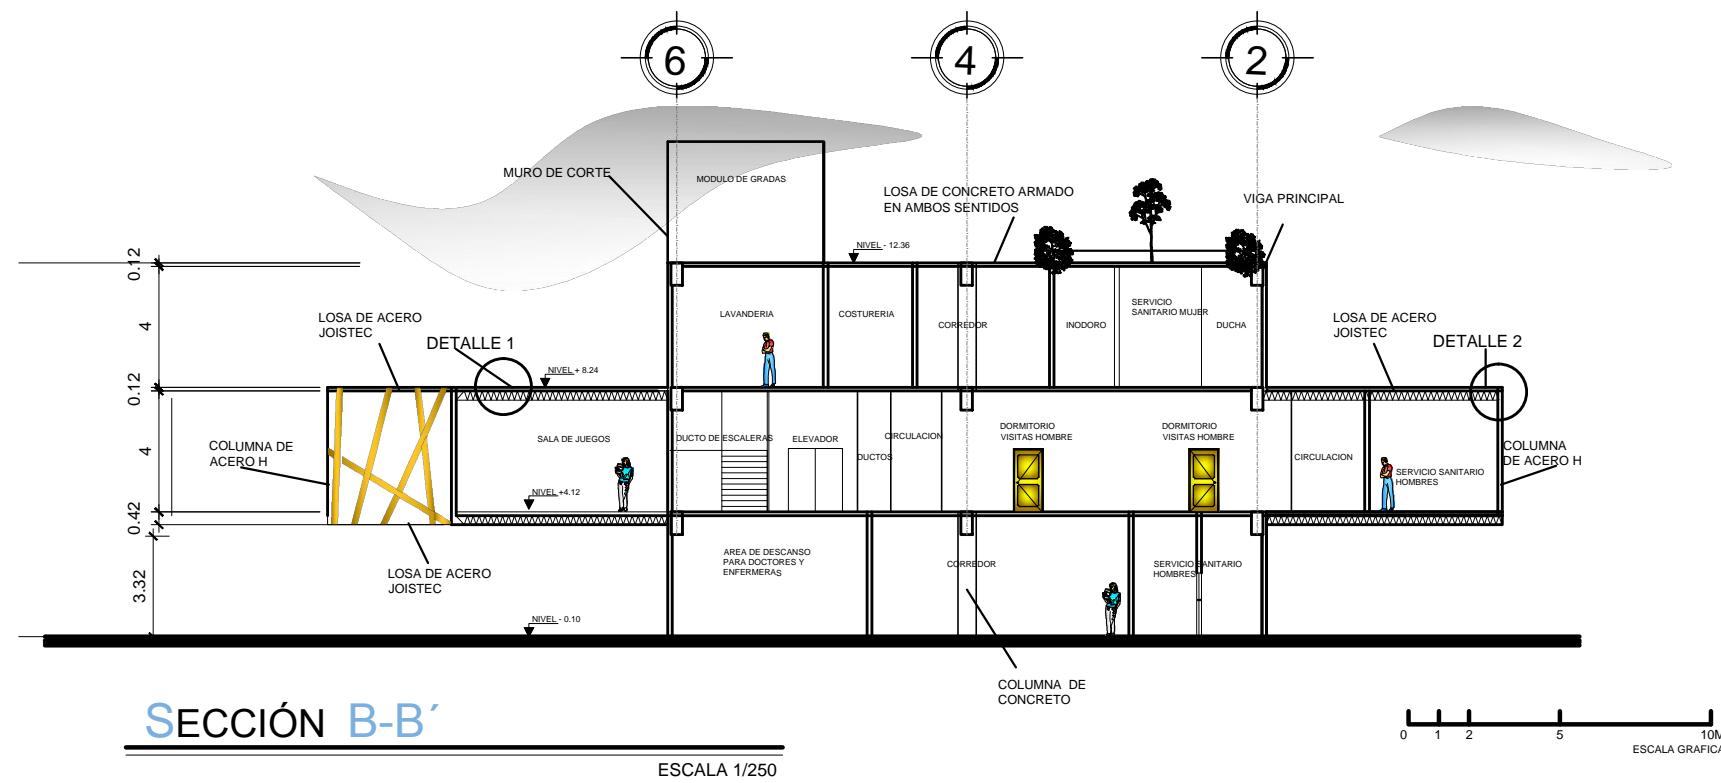 6
4
2
MURO DE CORTE
MODULO DE GRADAS
LOSA DE CONCRETO ARMADO
EN AMBOS SENTIDOS
VIGA PRINCIPAL
NIVEL - 12.36
0.12
4
0.12
4
0.42
3.32
LOSA DE ACERO
JOISTEC
DETALLE 1
NIVEL + 8.24
LAVANDERIA
COSTURERIA
CORREDOR
INODORO
SERVICIO
SANITARIO MUJER
DUCHA
LOSA DE ACERO
JOISTEC
DETALLE 2
COLUMNA DE
ACERO H
SALA DE JUEGOS
DUCTO DE ESCALERAS
ELEVADOR
CIRCULACION
DUCTOS
DORMITORIO
VISITAS HOMBRE
DORMITORIO
VISITAS HOMBRE
CIRCULACION
SERVICIO SANITARIO
HOMBRES
COLUMNA
DE ACERO H
NIVEL +4.12
LOSA DE ACERO
JOISTEC
AREA DE DESCANSO
PARA DOCTORES Y
ENFERMERAS
CORREDOR
SERVICIO SANITARIO
HOMBRES
NIVEL - 0.10
COLUMNA DE
CONCRETO
SECCIÓN B-B´
ESCALA 1/250
0 1 2 5 10M
ESCALA GRAFICA